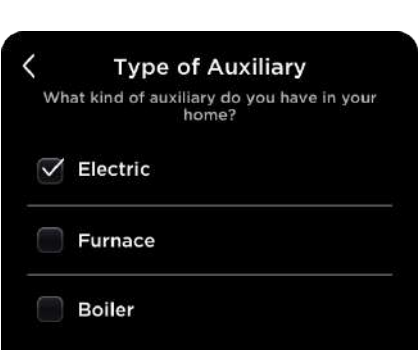 Type of Auxiliary
What kind of auxiliary do you have in your
home?
Electric
Furnace
Boiler